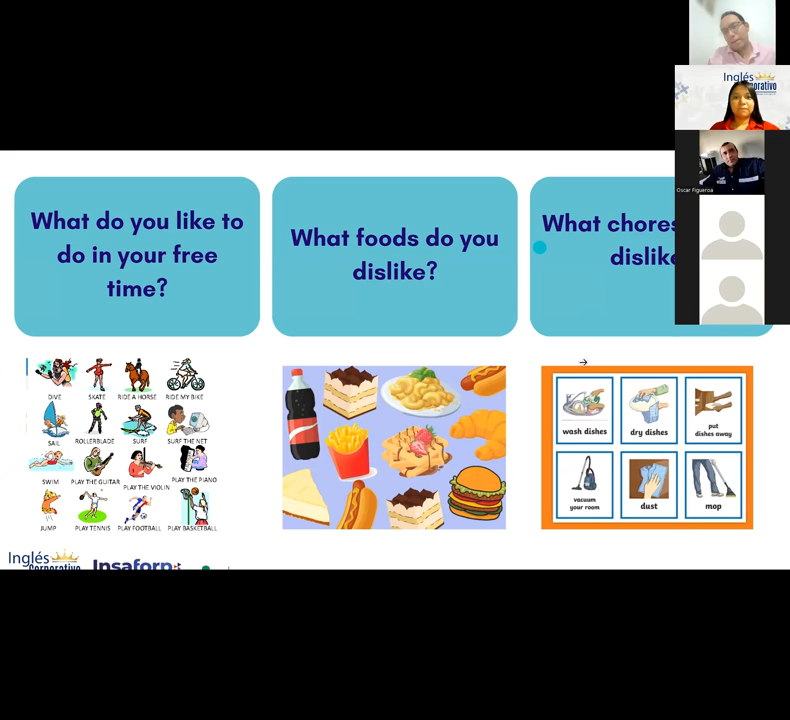 Inglés
Oscar Figueroa
What do you like to
do in your free
time?
What foods do you
dislike?
What chores
dislike
DIVE
SKATE
RIDE A HORSE
RIDE MY BIKE
SAIL
ROLLERBLADE
SURF
SURF THE NET
SWIM
PLAY THE GUITAR
PLAY THE VIOLIN
PLAY THE PIANO
JUMP
PLAY TENNIS
PLAY FOOTBALL
PLAY BASKETBALL
wash dishes
dry dishes
put
dishes away
vacuum
your room
dust
mop
Inglés
Corporativo
Insaforp